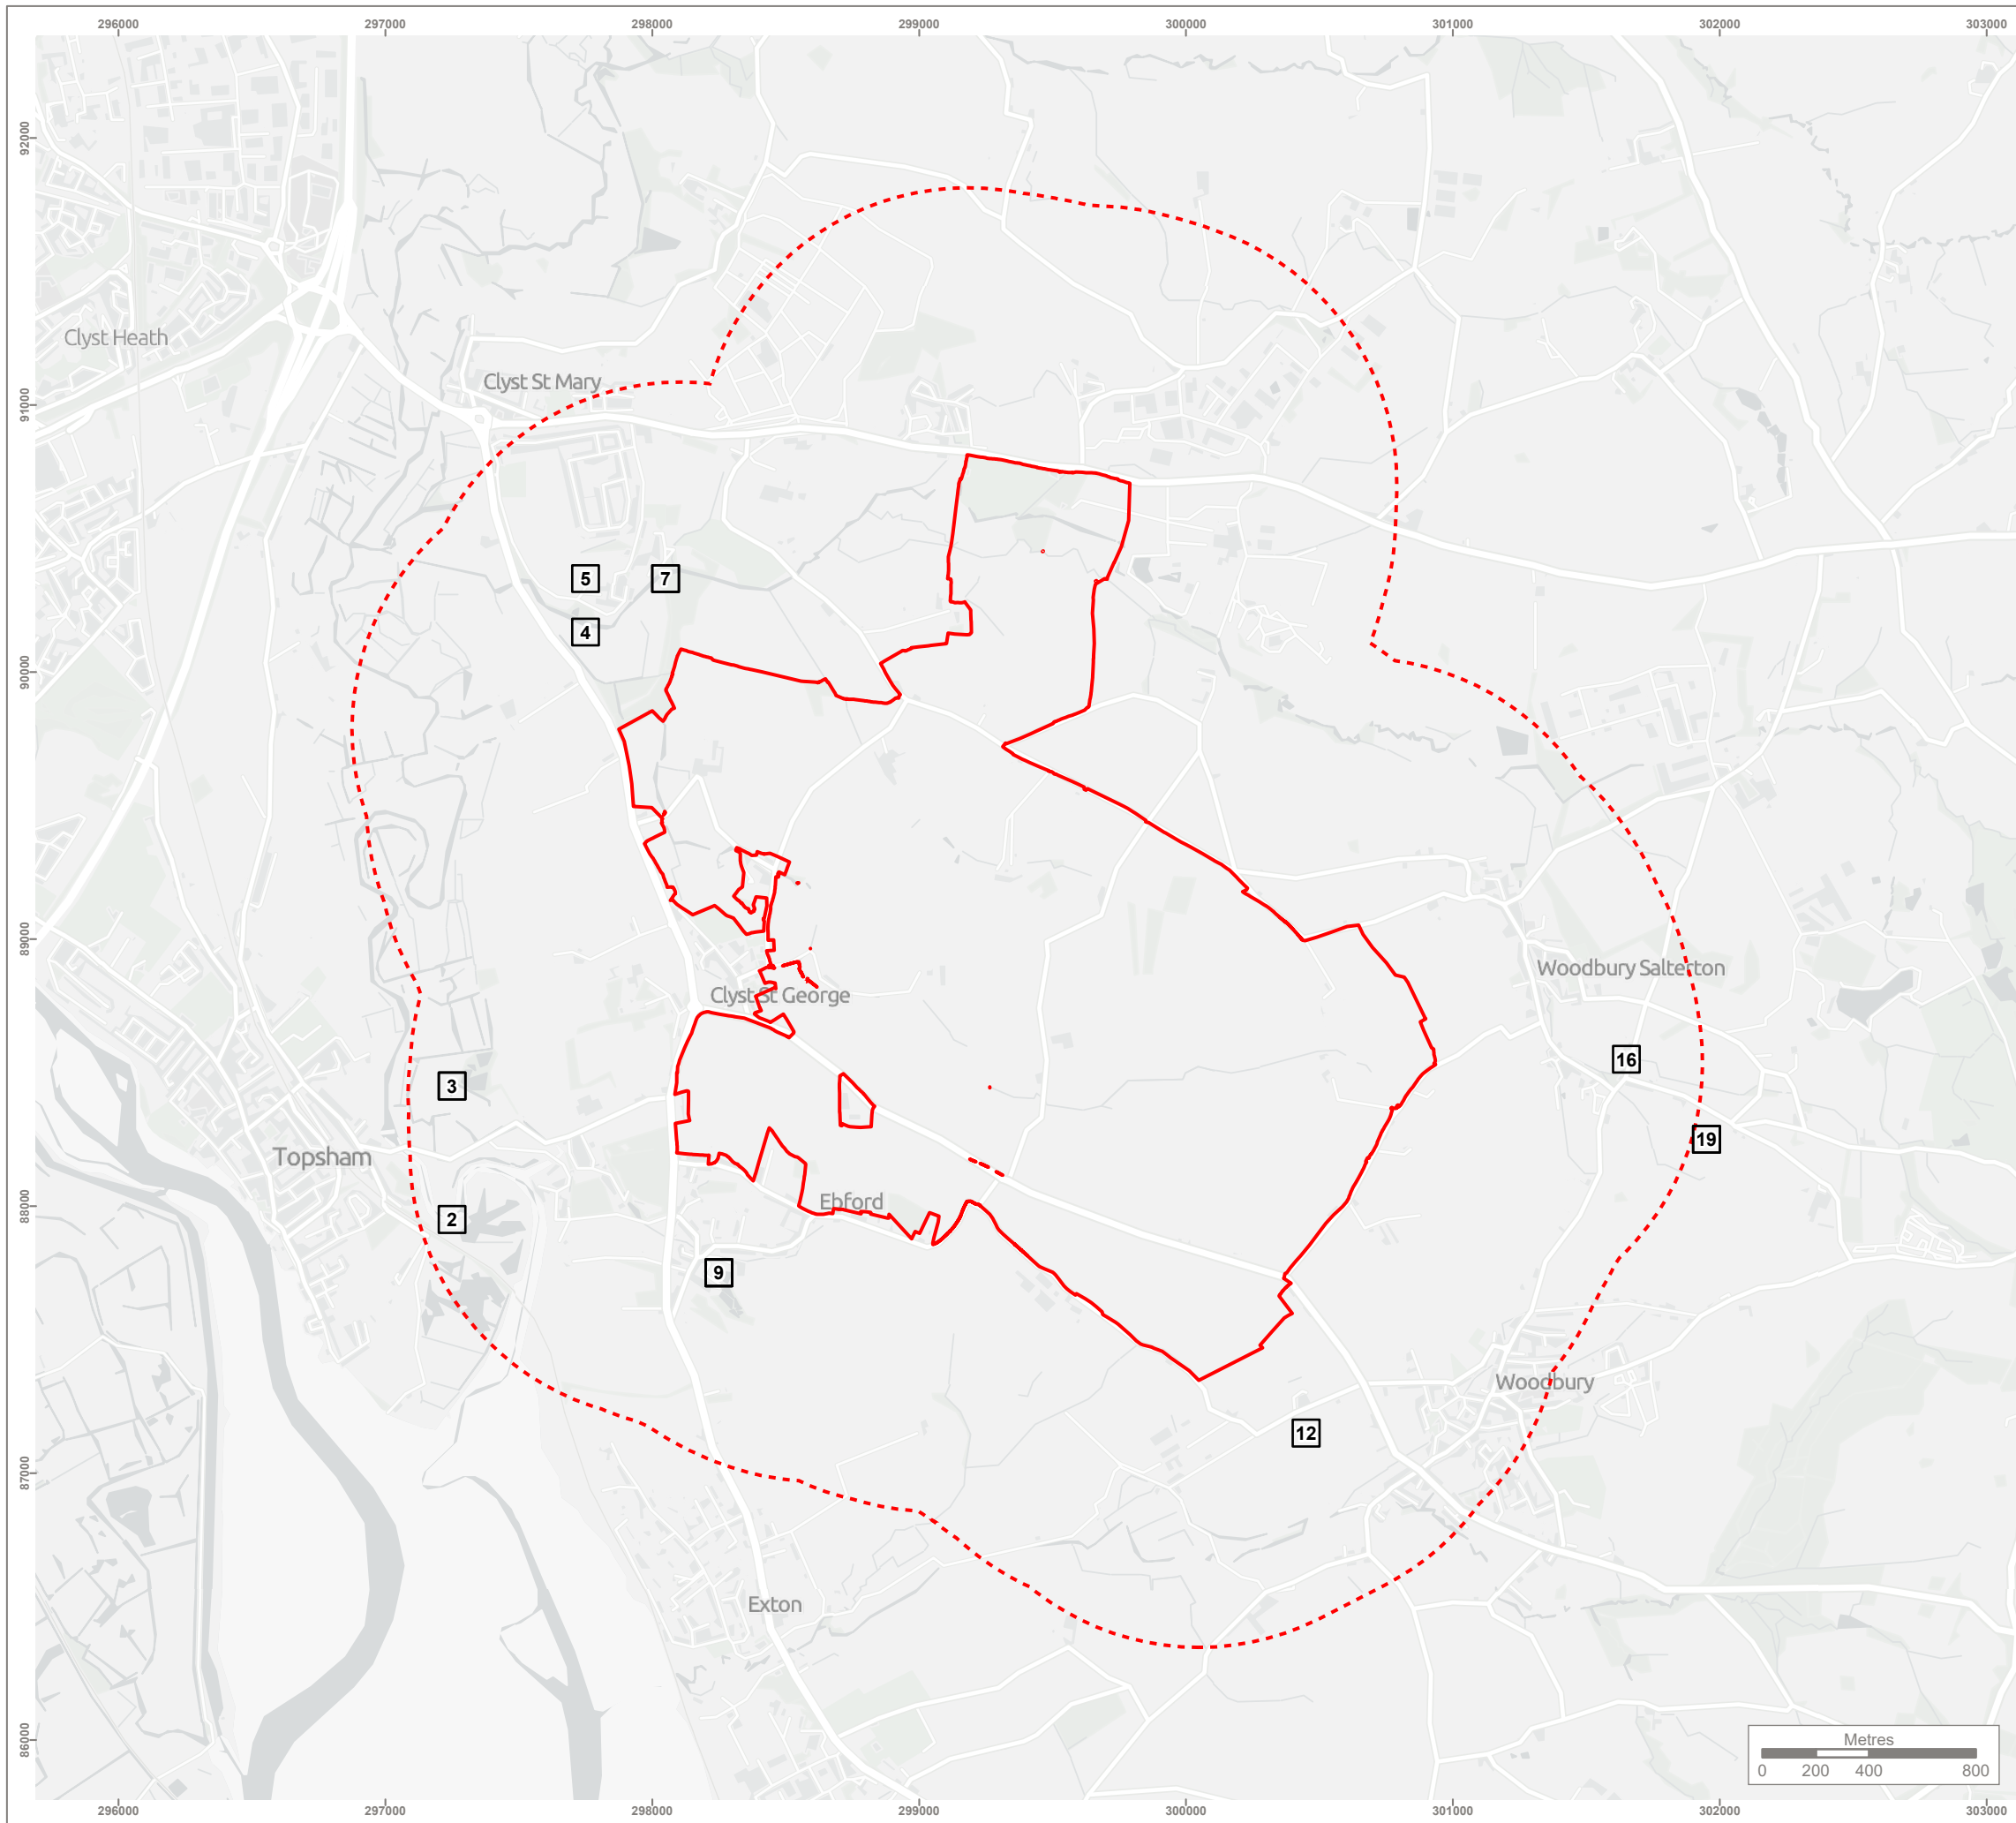 296000 297000 298000 299000 300000 301000 302000 303000
92000
Clyst Heath
Clyst St Mary
91000
5 7
4
90000
89000
Woodbury Salterton
Clyst St George
16
3
19
Topsham
Ebford
88000
2
9
Woodbury
12
87000
Exton
86000
Metres
0 200 400 800
296000 297000 298000 299000 300000 301000 302000 303000